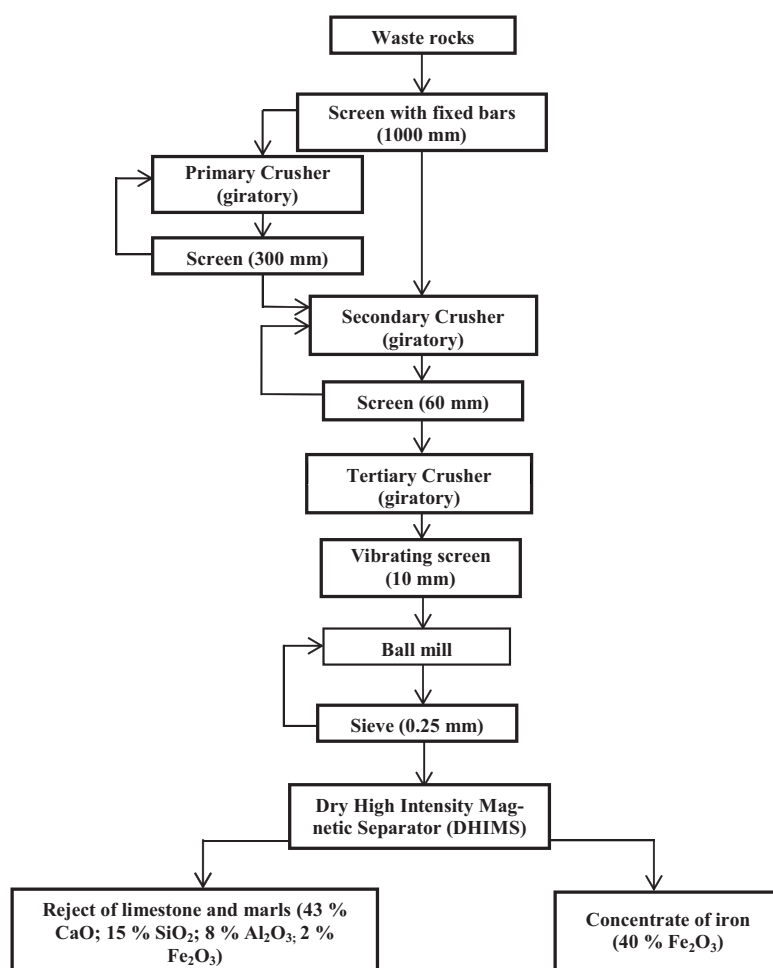 Waste rocks
Screen with fixed bars
(1000 mm)
Primary Crusher
(giratory)
Screen (300 mm)
Secondary Crusher
(giratory)
Screen (60 mm)
Tertiary Crusher
(giratory)
Vibrating screen
(10 mm)
Ball mill
Sieve (0.25 mm)
Dry High Intensity Mag-
netic Separator (DHIMS)
Reject of limestone and marls (43 %
CaO; 15 % SiO₂; 8 % Al₂O₃; 2 %
Fe₂O₃)
Concentrate of iron
(40 % Fe₂O₃)